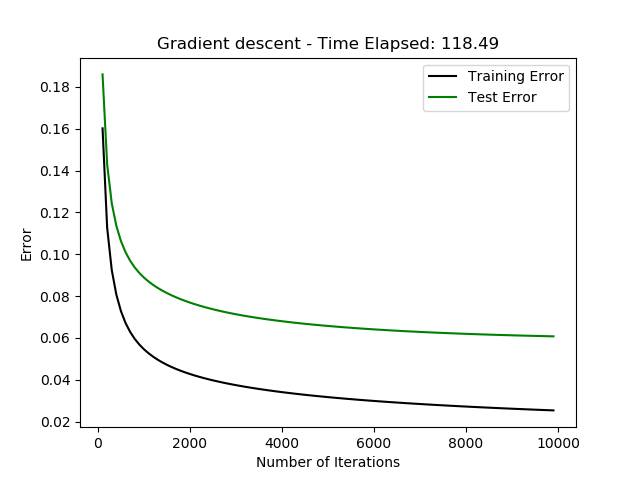 Gradient descent - Time Elapsed: 118.49
Training Error
Test Error
0.18
0.16
0.14
0.12
0.10
0.08
0.06
0.04
0.02
Error
0 2000 4000 6000 8000 10000
Number of Iterations